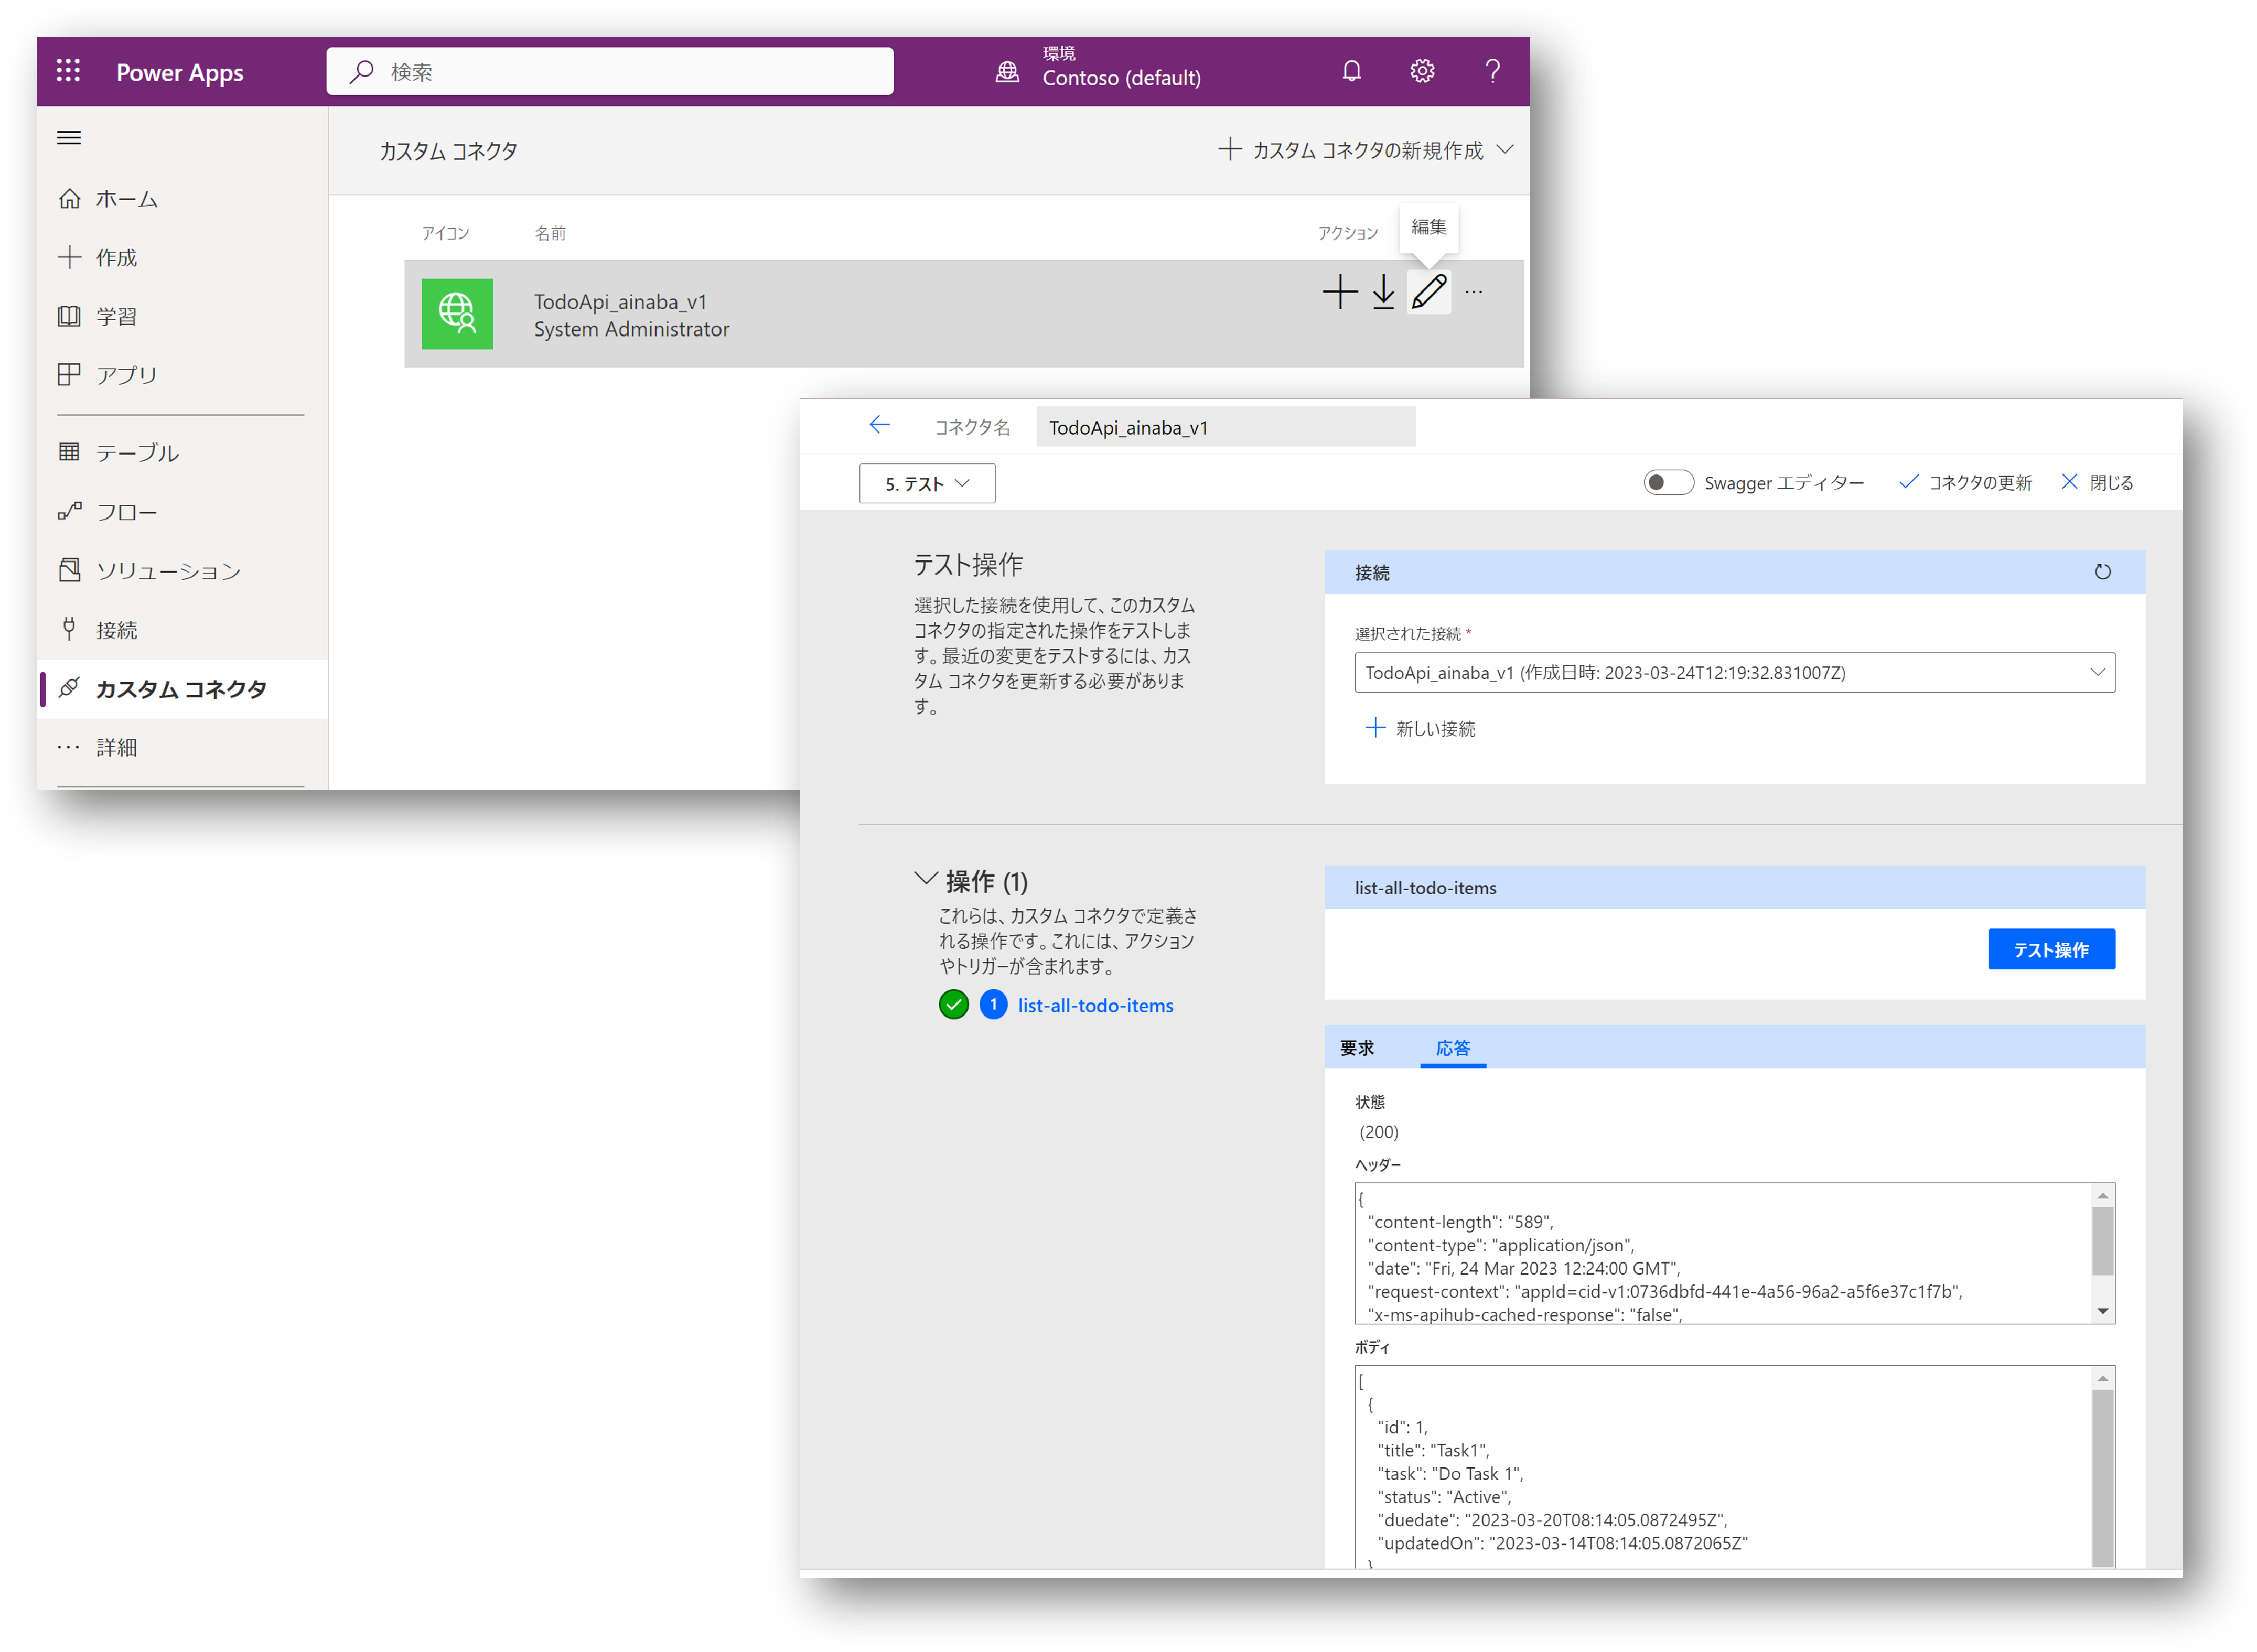 Power Apps
検索
環境
Contoso (default)
カスタム コネクタ
カスタム コネクタの新規作成
ホーム
作成
学習
アプリ
テーブル
フロー
ソリューション
接続
カスタム コネクタ
詳細
アイコン
名前
アクション
編集
TodoApi_ainaba_v1
System Administrator
コネクタ名
TodoApi_ainaba_v1
5. テスト
Swagger エディター
コネクタの更新
閉じる
テスト操作
選択した接続を使用して、このカスタム
コネクタの指定された操作をテストしま
す。最近の変更をテストするには、カス
タム コネクタを更新する必要がありま
す。
接続
選択された接続 *
TodoApi_ainaba_v1 (作成日時: 2023-03-24T12:19:32.831007Z)
新しい接続
操作 (1)
これらは、カスタム コネクタで定義さ
れる操作です。これには、アクション
やトリガーが含まれます。
1 list-all-todo-items
list-all-todo-items
テスト操作
要求
応答
状態
(200)
ヘッダー
{
"content-length": "589",
"content-type": "application/json",
"date": "Fri, 24 Mar 2023 12:24:00 GMT",
"request-context": "appId=cid-v1:0736dbfd-441e-4a56-96a2-a5f6e37c1f7b",
"x-ms-apihub-cached-response": "false",
ボディ
[
{
"id": 1,
"title": "Task1",
"task": "Do Task 1",
"status": "Active",
"duedate": "2023-03-20T08:14:05.0872495Z",
"updatedOn": "2023-03-14T08:14:05.0872065Z"
}